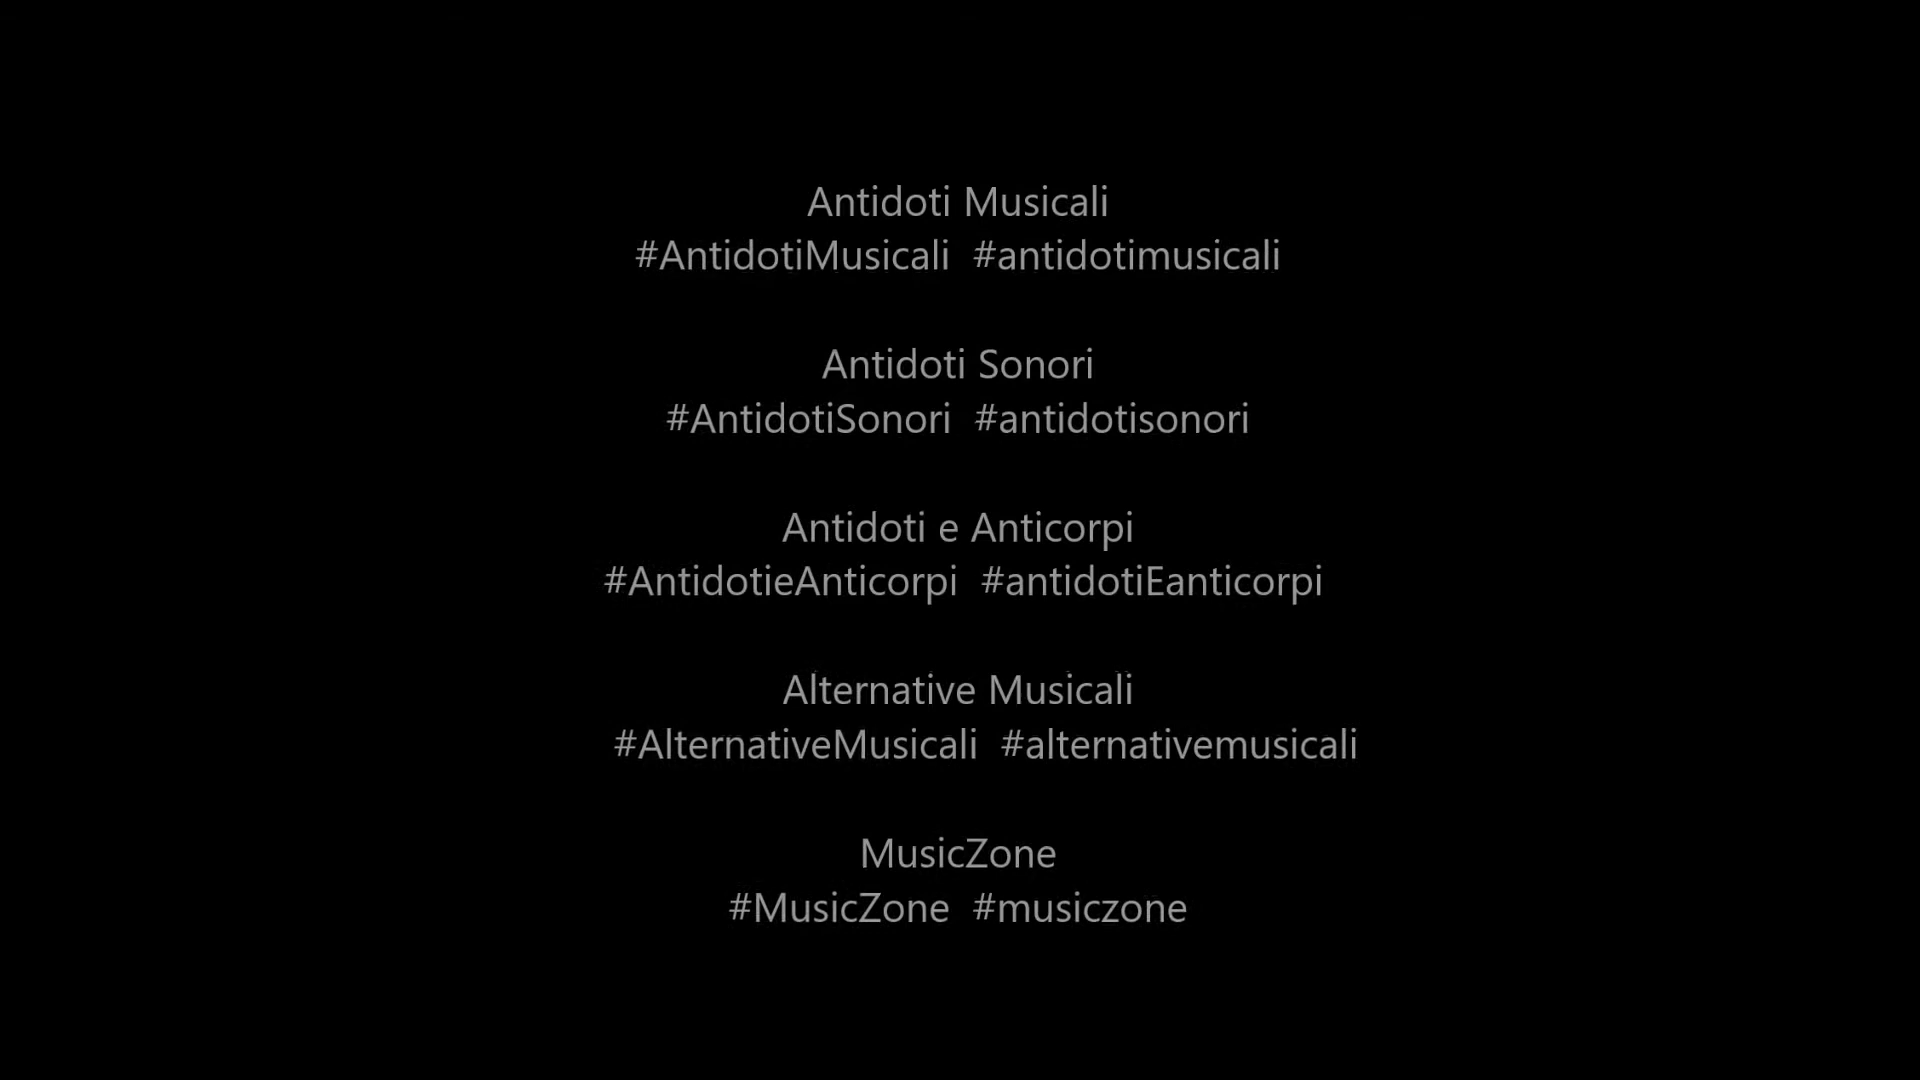 Antidoti Musicali
#AntidotiMusicali #antidotimusicali
Antidoti Sonori
#AntidotiSonori #antidotisonori
Antidoti e Anticorpi
#AntidotieAnticorpi #antidotiEanticorpi
Alternative Musicali
#AlternativeMusicali #alternativemusicali
MusicZone
#MusicZone #musiczone